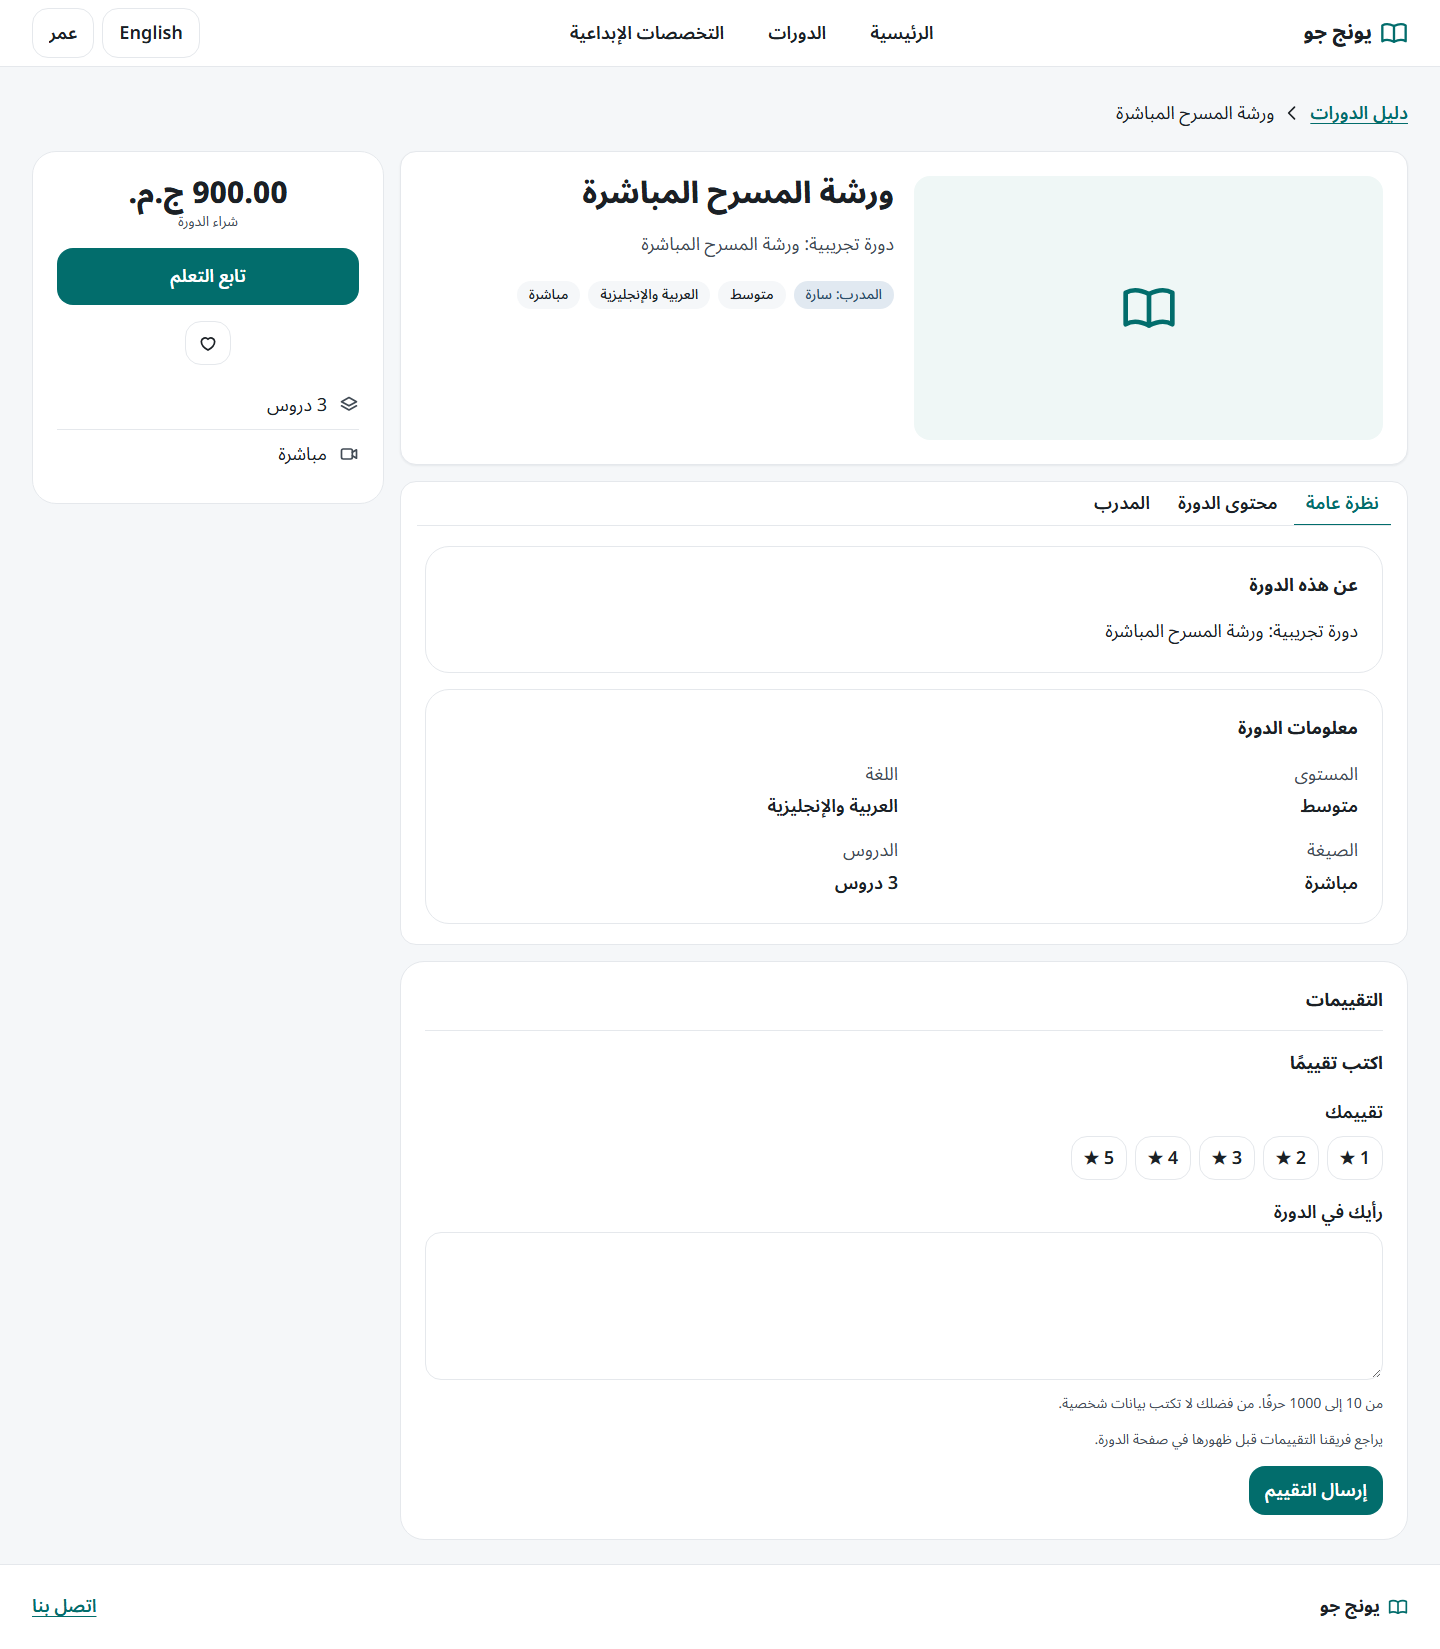 يونج جو
الرئيسية
الدورات
التخصصات الإبداعية
English
عمر
دليل الدورات
ورشة المسرح المباشرة
ورشة المسرح المباشرة
دورة تجريبية: ورشة المسرح المباشرة
المدرب: سارة
متوسط
العربية والإنجليزية
مباشرة
900.00 ج.م.
شراء الدورة
تابع التعلم
3 دروس
مباشرة
نظرة عامة
محتوى الدورة
المدرب
عن هذه الدورة
دورة تجريبية: ورشة المسرح المباشرة
معلومات الدورة
المستوى
متوسط
اللغة
العربية والإنجليزية
الصيغة
مباشرة
الدروس
3 دروس
التقييمات
اكتب تقييمًا
تقييمك
1 ★
2 ★
3 ★
4 ★
5 ★
رأيك في الدورة
من 10 إلى 1000 حرفًا. من فضلك لا تكتب بيانات شخصية.
يراجع فريقنا التقييمات قبل ظهورها في صفحة الدورة.
إرسال التقييم
يونج جو
اتصل بنا